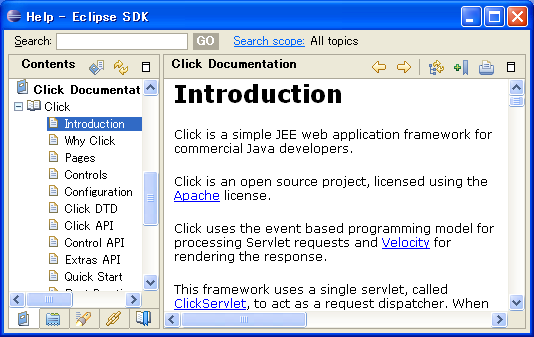 Help - Eclipse SDK
Search:
GO
Search scope: All topics
Contents
Click Documentat
Click
Introduction
Why Click
Pages
Controls
Configuration
Click DTD
Click API
Control API
Extras API
Quick Start
Click Documentation
Introduction
Click is a simple JEE web application framework for
commercial Java developers.
Click is an open source project, licensed using the
Apache license.
Click uses the event based programming model for
processing Servlet requests and Velocity for
rendering the response.
This framework uses a single servlet, called
ClickServlet, to act as a request dispatcher. When